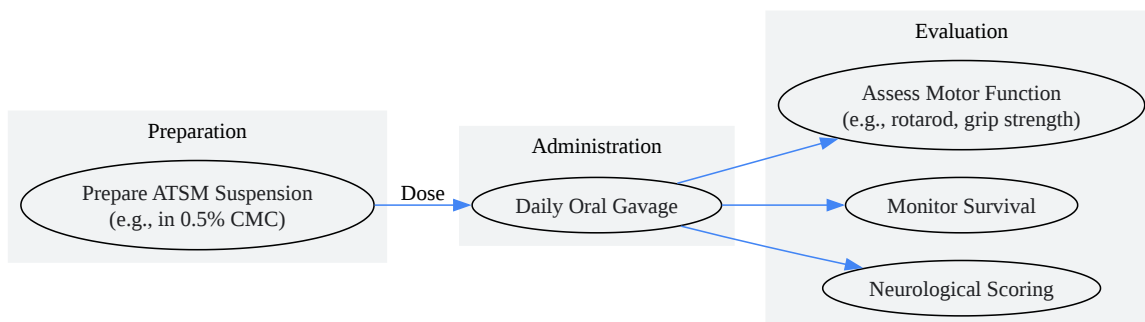 Preparation
Prepare ATSM Suspension
(e.g., in 0.5% CMC)
Dose
Administration
Daily Oral Gavage
Evaluation
Assess Motor Function
(e.g., rotarod, grip strength)
Monitor Survival
Neurological Scoring